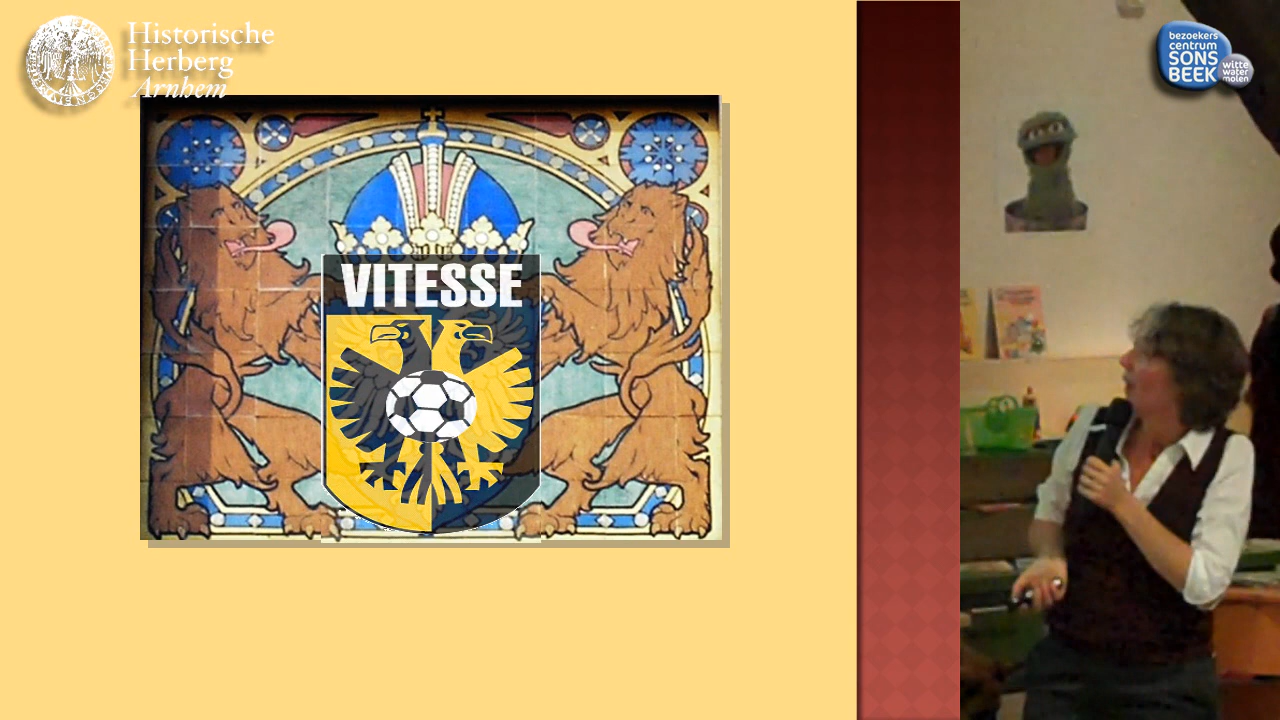 Historische
Herberg
Arnhem
VITESSE
bezoekers
centrum
SONS
BEEK
witte
water
molen